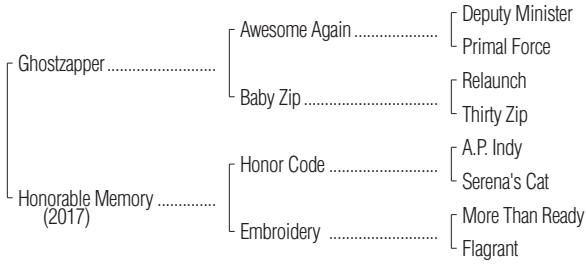 Deputy Minister
Awesome Again ....................
Primal Force
Ghostzapper ..........................
Relaunch
Baby Zip ................................
Thirty Zip
A.P. Indy
Honor Code ..........................
Serena's Cat
Honorable Memory ..............
(2017)
More Than Ready
Embroidery ..........................
Flagrant